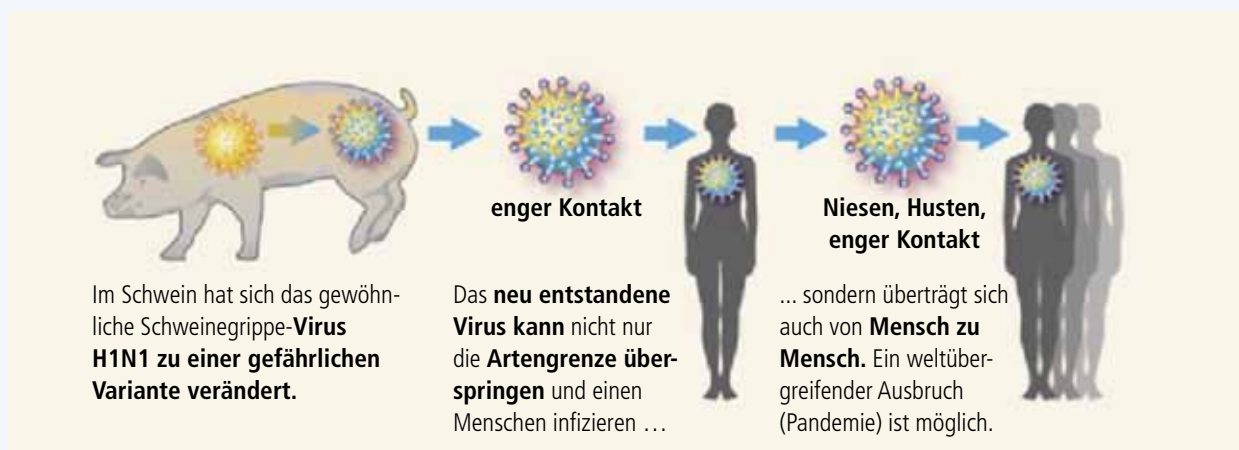 enger Kontakt
Niesen, Husten,
enger Kontakt
Im Schwein hat sich das gewöhn-
liche Schweinegrippe-Virus
H1N1 zu einer gefährlichen
Variante verändert.
Das neu entstandene
Virus kann nicht nur
die Artengrenze über-
springen und einen
Menschen infizieren …
... sondern überträgt sich
auch von Mensch zu
Mensch. Ein weltüber-
greifender Ausbruch
(Pandemie) ist möglich.